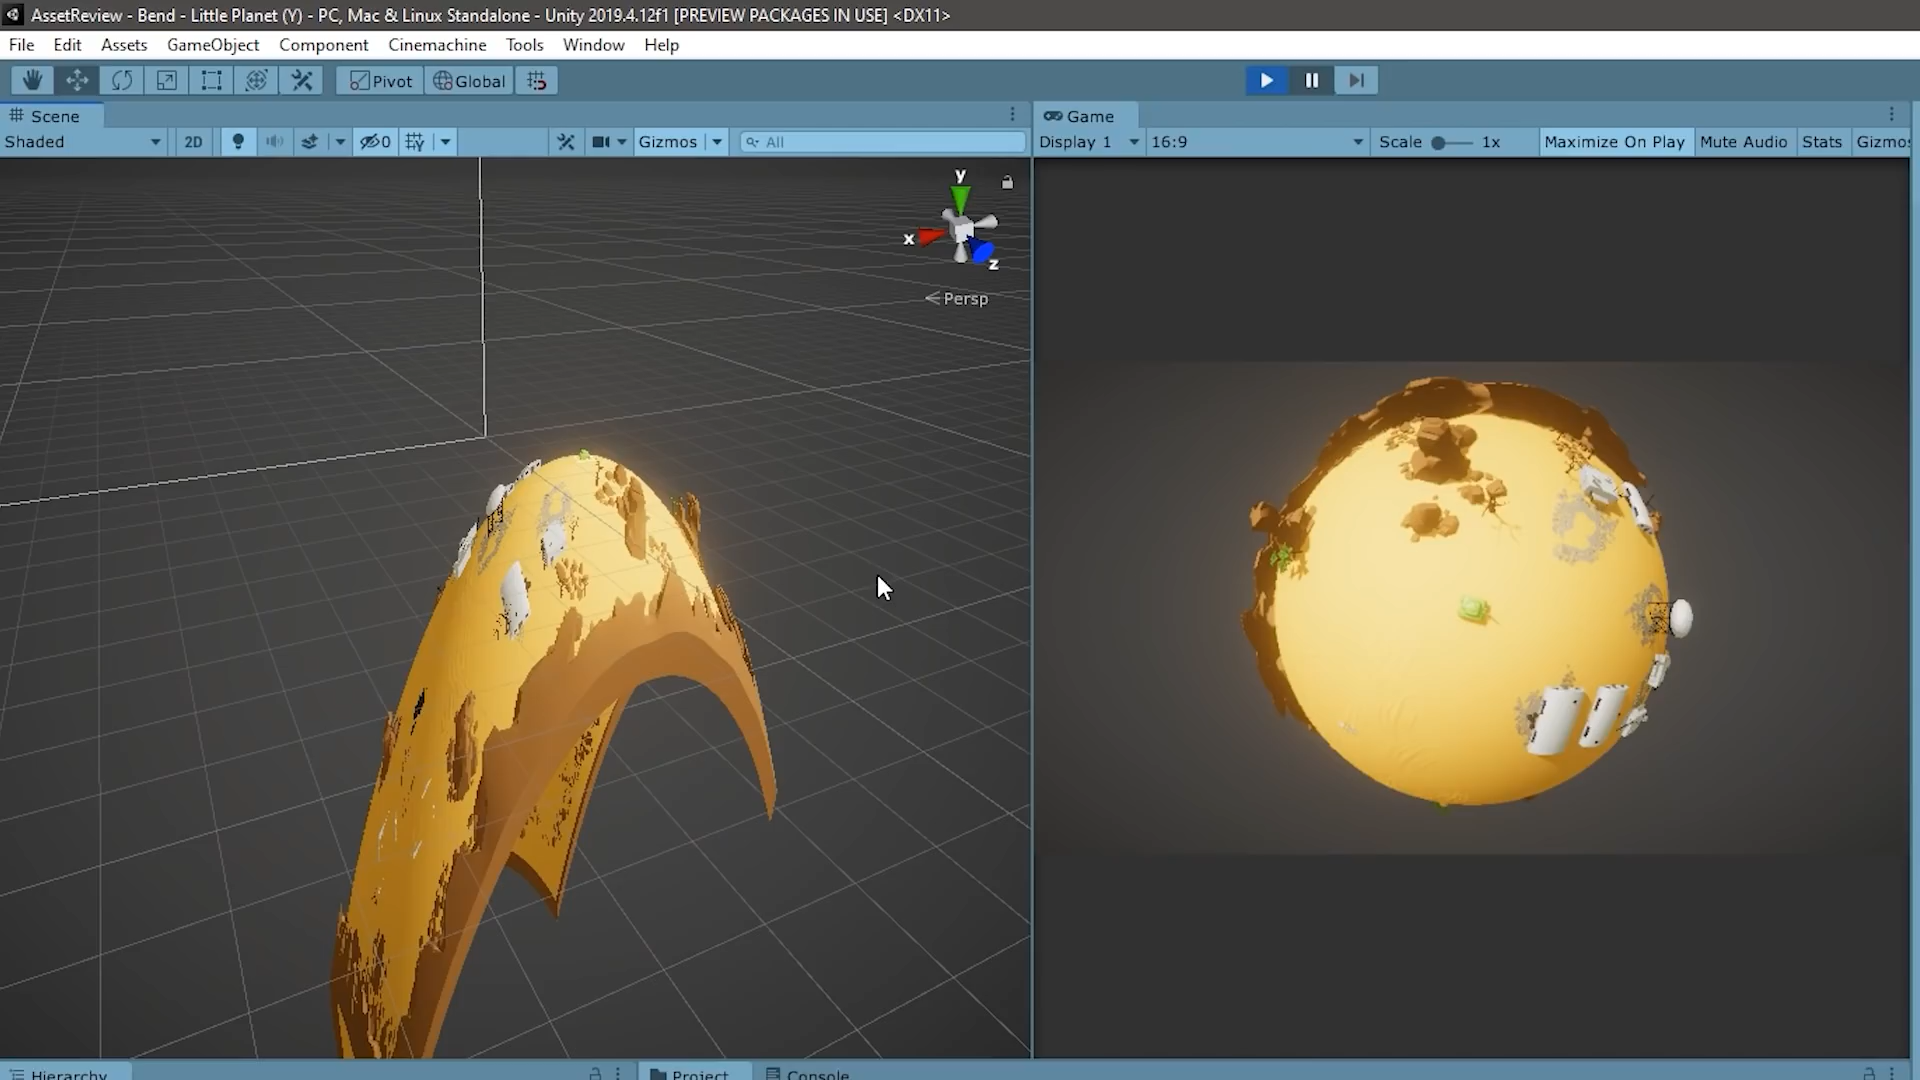 AssetReview - Bend - Little Planet (Y) - PC, Mac & Linux Standalone - Unity 2019.4.12f1 [PREVIEW PACKAGES IN USE] <DX11>
File Edit Assets GameObject Component Cinemachine Tools Window Help
Pivot Global
Scene
Game
Shaded 2D 0 Gizmos All
Display 1 16:9 Scale 1x Maximize On Play Mute Audio Stats Gizmos
y
x
z
Persp
Hierarchy Project Console